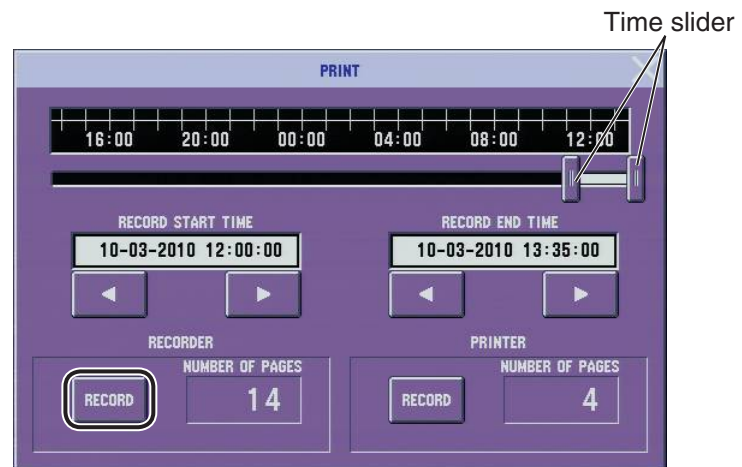 Time slider
PRINT
16:00 20:00 00:00 04:00 08:00 12:00
RECORD START TIME RECORD END TIME
10-03-2010 12:00:00 10-03-2010 13:35:00
RECORDER PRINTER
NUMBER OF PAGES NUMBER OF PAGES
RECORD 14 RECORD 4